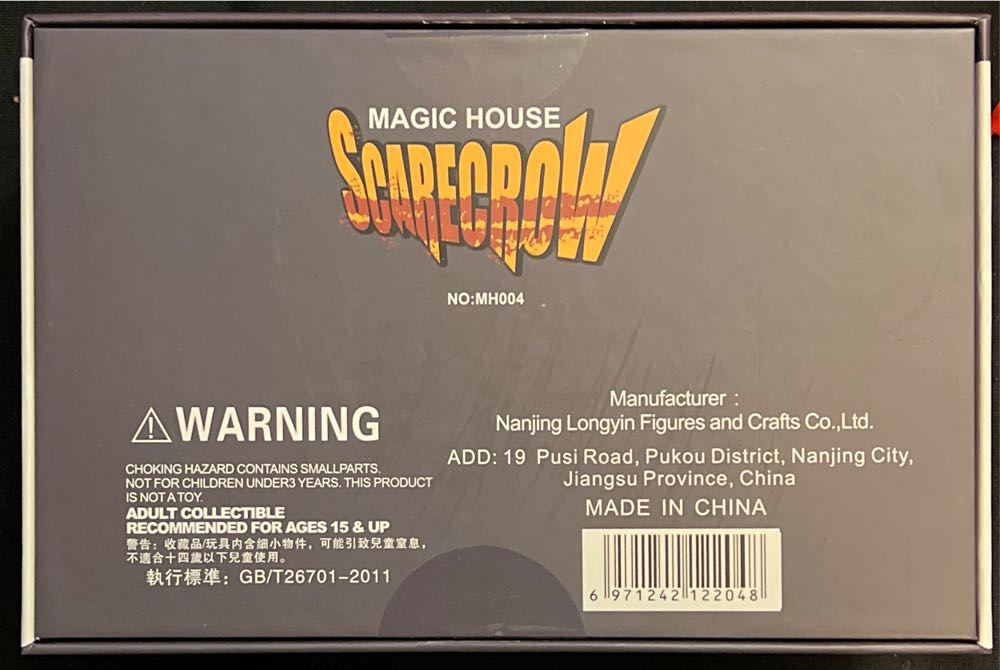 MAGIC HOUSE
SCARECROW
NO:MH004
⚠WARNING
CHOKING HAZARD CONTAINS SMALLPARTS.
NOT FOR CHILDREN UNDER3 YEARS. THIS PRODUCT
IS NOT A TOY.
ADULT COLLECTIBLE
RECOMMENDED FOR AGES 15 & UP
警告：收藏品/玩具内含細小物件，可能引致兒童窒息，
不適合十四歲以下兒童使用。
執行標準：GB/T26701-2011
Manufacturer :
Nanjing Longyin Figures and Crafts Co.,Ltd.
ADD: 19 Pusi Road, Pukou District, Nanjing City,
Jiangsu Province, China
MADE IN CHINA
6 971242 122048